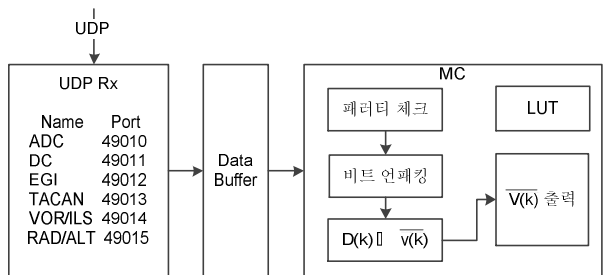 UDP
UDP Rx
Name Port
ADC 49010
DC 49011
EGI 49012
TACAN 49013
VOR/ILS 49014
RAD/ALT 49015
Data
Buffer
MC
패러티 체크
LUT
비트 언패킹
D(k)▯ v̅(̅k̅)̅
V̅(̅k̅)̅ 출력